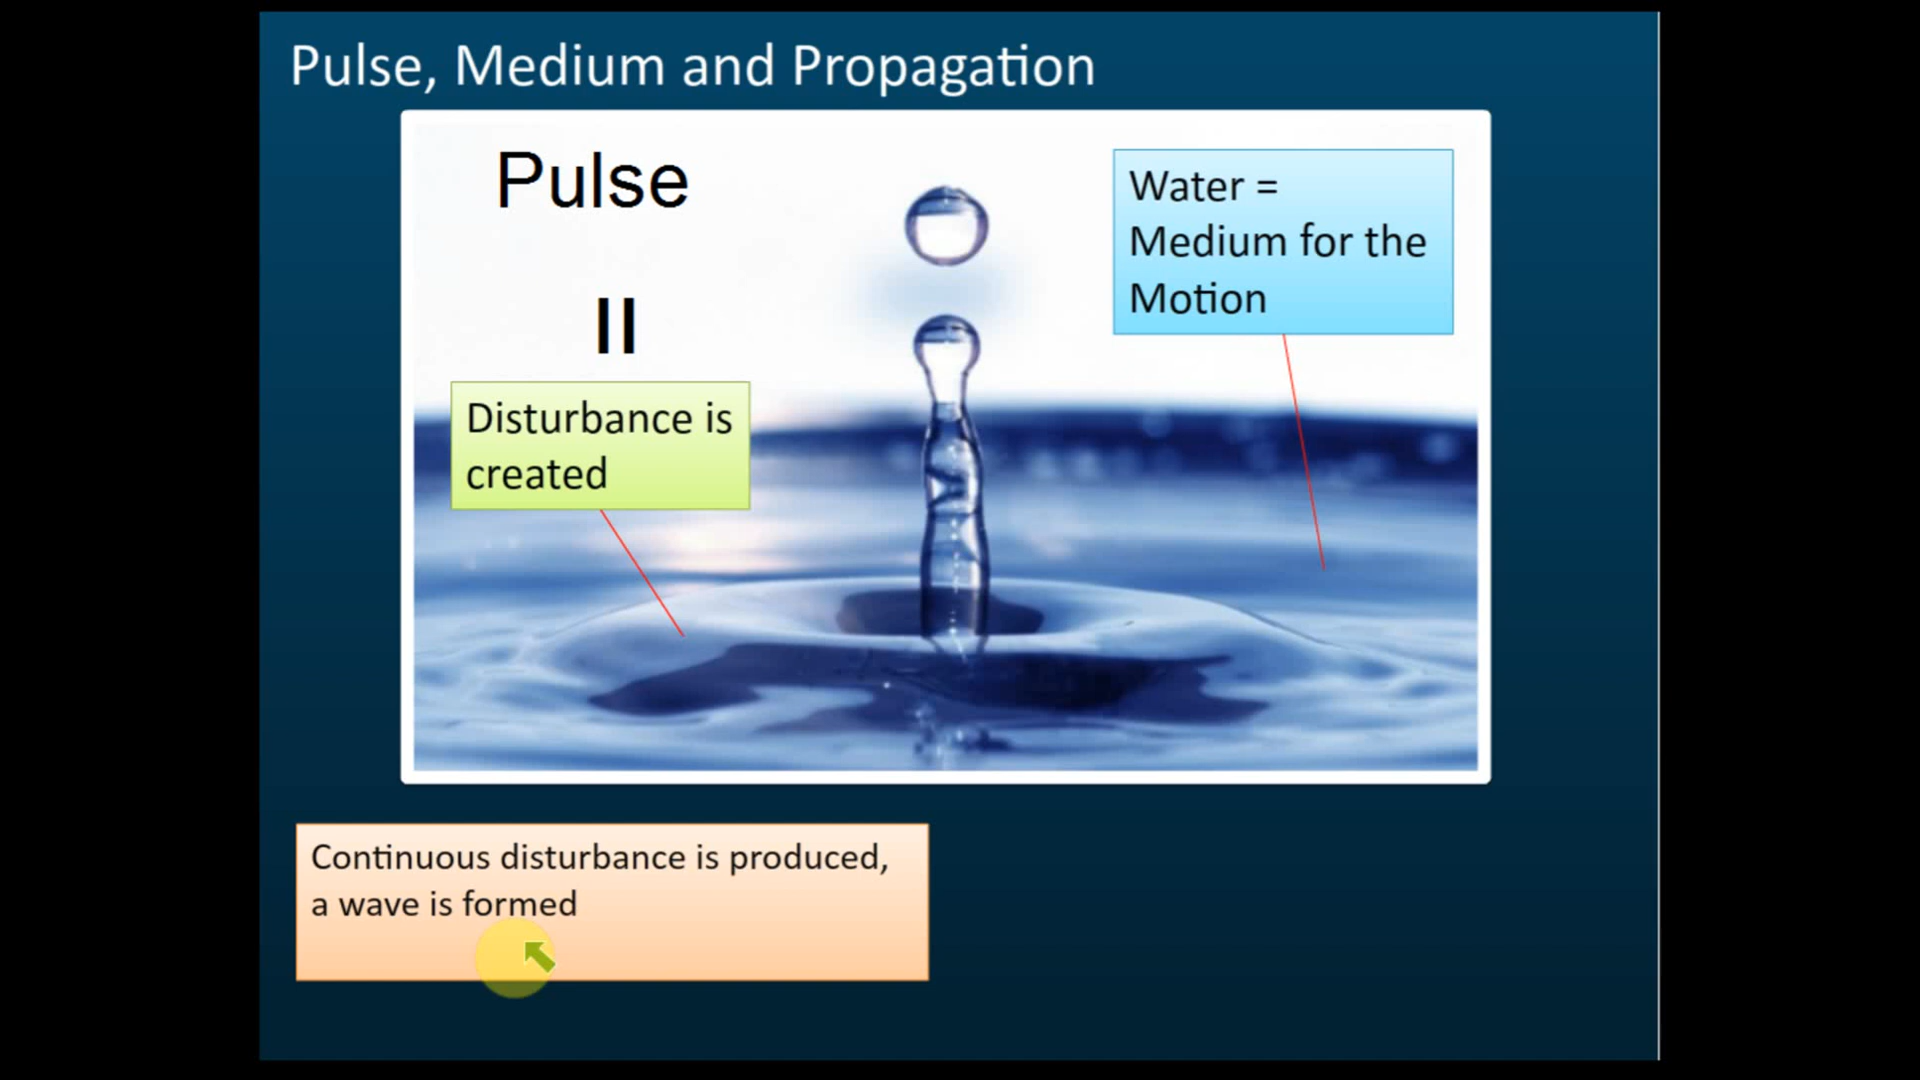 Pulse, Medium and Propagation
Pulse
=
Disturbance is
created
Water =
Medium for the
Motion
Continuous disturbance is produced,
a wave is formed